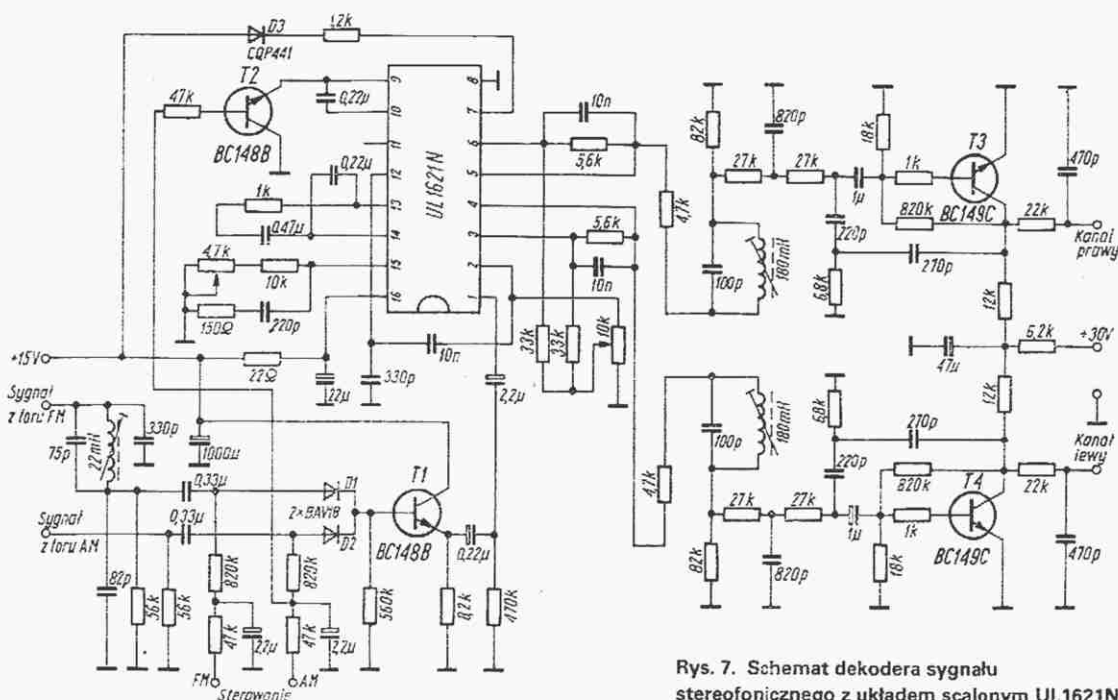 D3
CQP441
1,2k
T2
47k
BC148B
0,22µ
9
10
11
12
13
14
15
16
8
7
6
5
4
3
2
1
UL1621N
0,22µ
1k
0,47µ
4,7k
10k
150Ω
220p
10n
5,6k
4,7k
5,6k
10n
33k
33k
10k
+15V
22Ω
22µ
330p
10n
2,2µ
Sygnał
z toru FM
75p
22mH
330p
1000µ
0,33µ
D1
2×BAV18
D2
T1
BC148B
0,22µ
Sygnał
z toru AM
0,33µ
82p
56k
56k
820k
820k
47k
2,2µ
47k
2,2µ
560k
8,2k
470k
FM
AM
Sterowanie
82k
820p
27k
27k
1µ
18k
1k
T3
BC149C
470p
820k
22k
Kanał
prawy
100p
180mH
220p
270p
6,8k
12k
+30V
6,2k
47µ
12k
4,7k
100p
180mH
68k
270p
220p
Kanał
lewy
820k
22k
27k
27k
1µ
1k
T4
BC149C
82k
820p
18k
470p
Rys. 7. Schemat dekodera sygnału
stereofonicznego z układem scalonym UL1621N